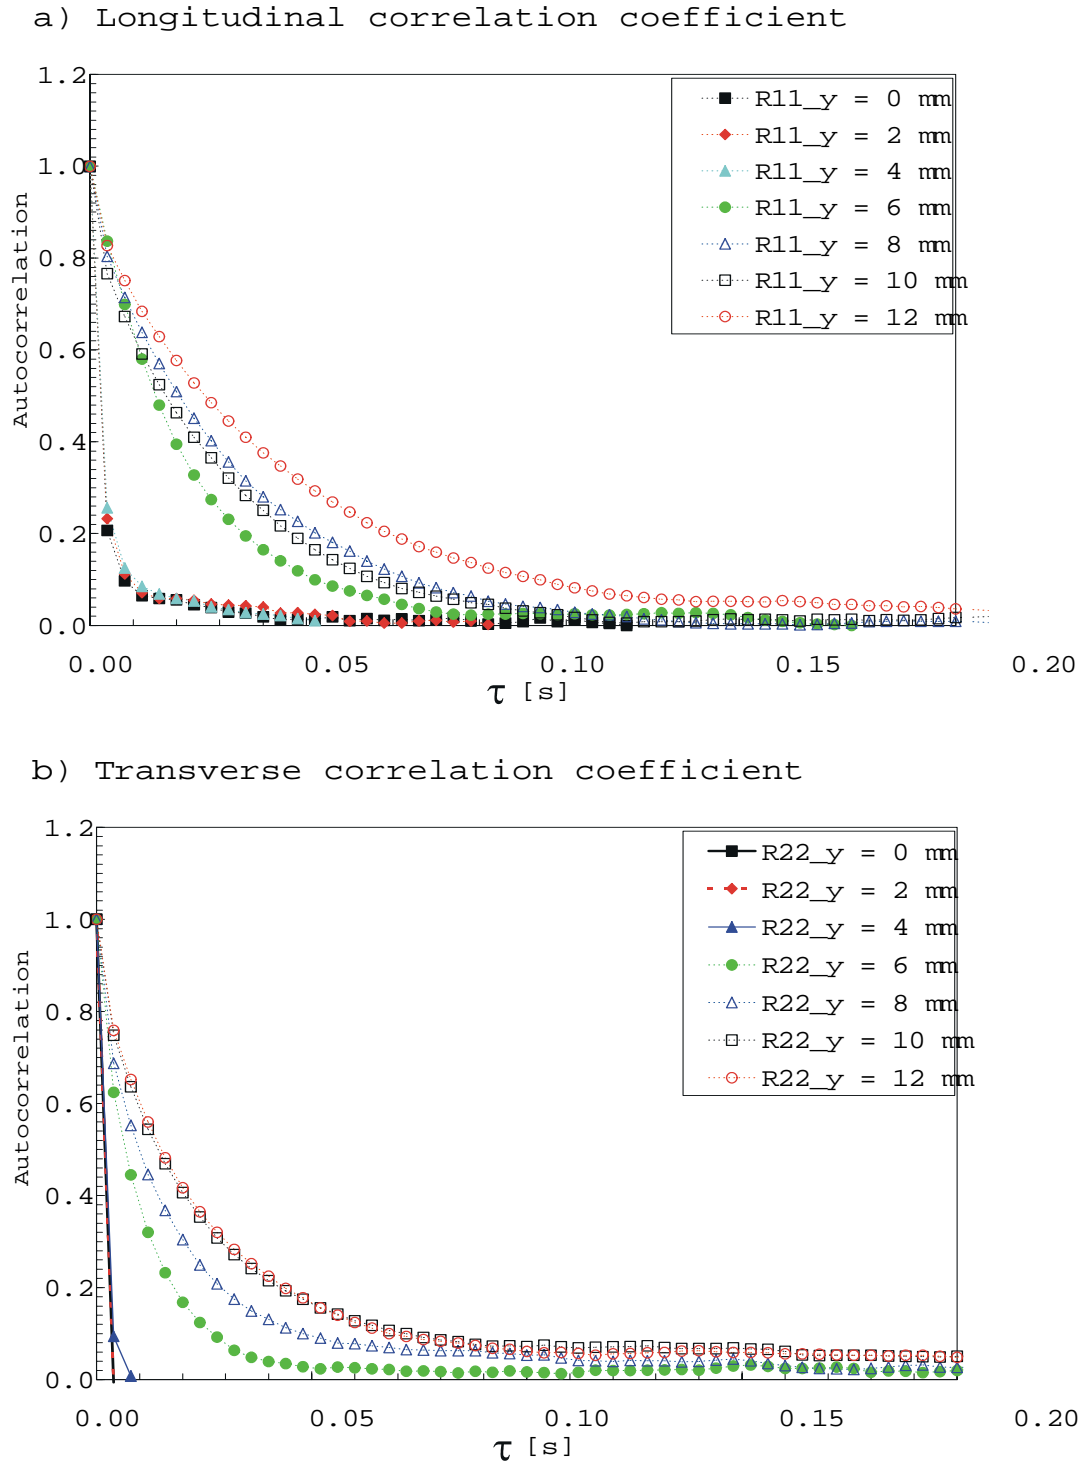 a) Longitudinal correlation coefficient
1.2
1.0
0.8
0.6
0.4
0.2
0.0
Autocorrelation
R11_y = 0 mm
R11_y = 2 mm
R11_y = 4 mm
R11_y = 6 mm
R11_y = 8 mm
R11_y = 10 mm
R11_y = 12 mm
0.00 0.05 0.10 0.15 0.20
τ [s]
b) Transverse correlation coefficient
1.2
1.0
0.8
0.6
0.4
0.2
0.0
Autocorrelation
R22_y = 0 mm
R22_y = 2 mm
R22_y = 4 mm
R22_y = 6 mm
R22_y = 8 mm
R22_y = 10 mm
R22_y = 12 mm
0.00 0.05 0.10 0.15 0.20
τ [s]